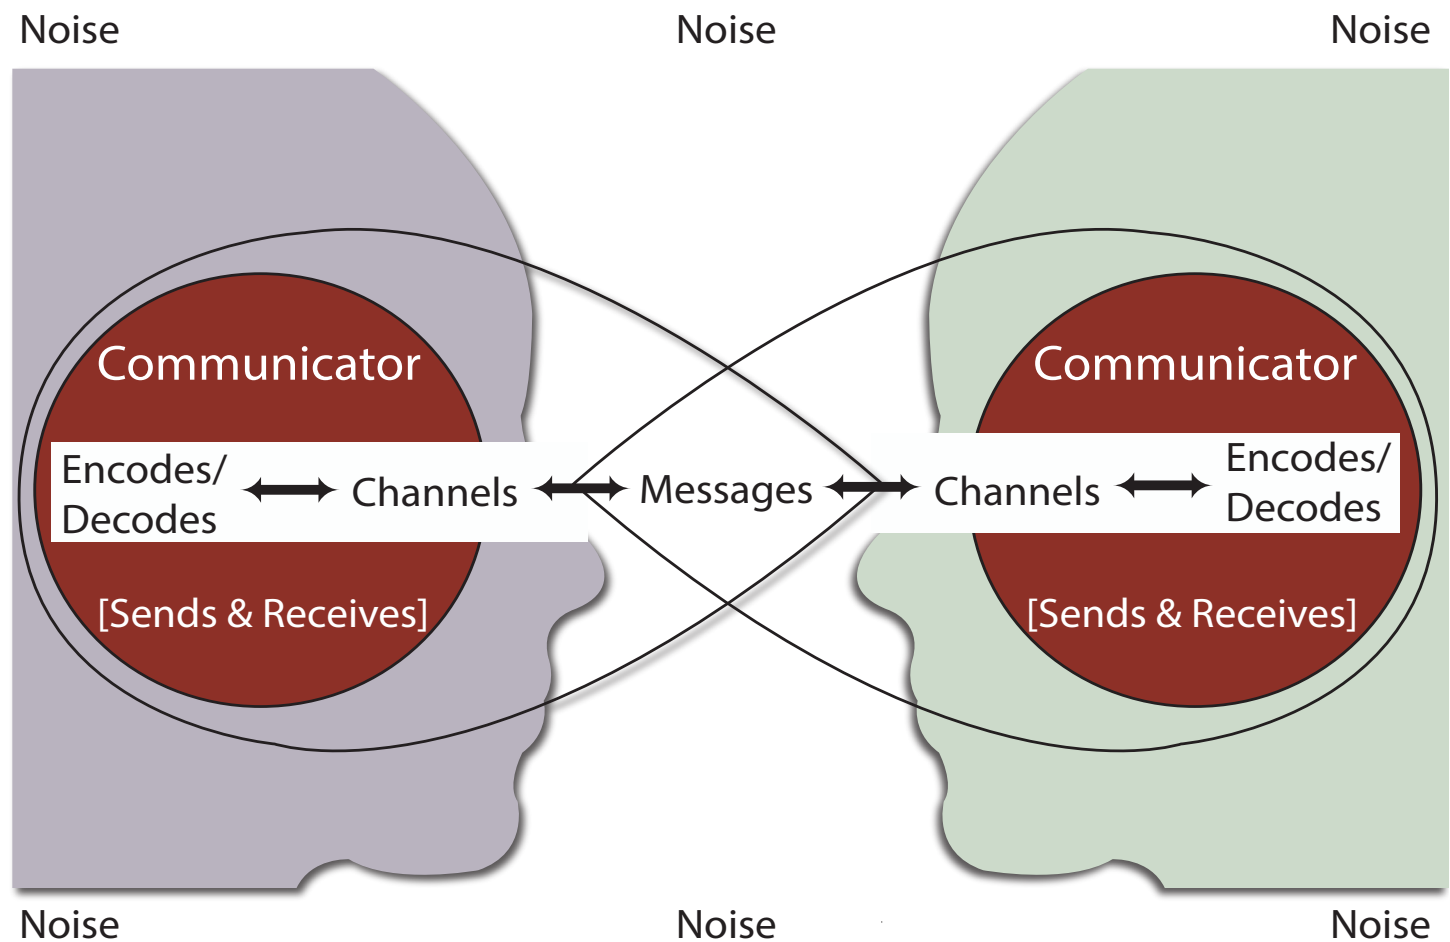 Noise Noise Noise
Communicator Communicator
Encodes/ Encodes/
Channels Messages Channels
Decodes Decodes
[Sends & Receives] [Sends & Receives]
Noise Noise Noise